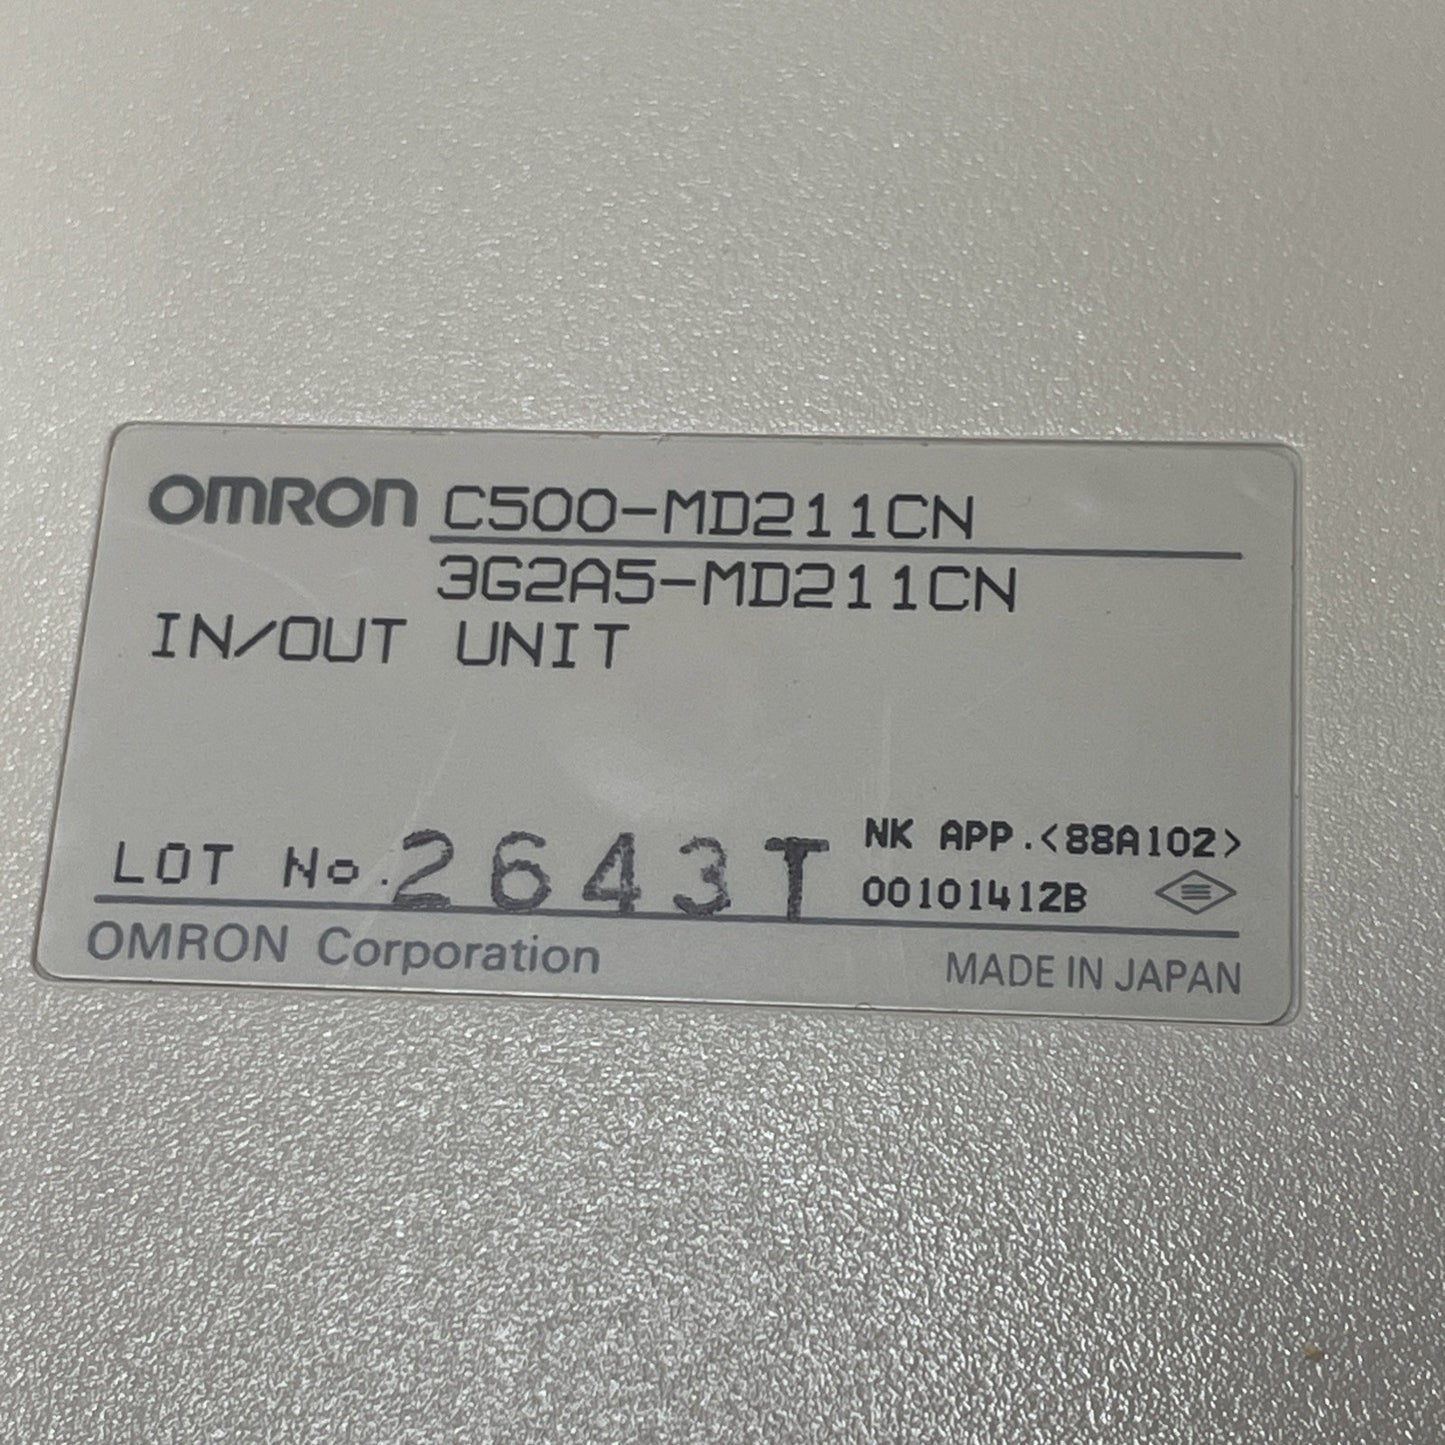 OMRON C500-MD211CN
3G2A5-MD211CN
IN/OUT UNIT
NK APP.<88A102>
LOT No. 2643T 00101412B
OMRON Corporation MADE IN JAPAN